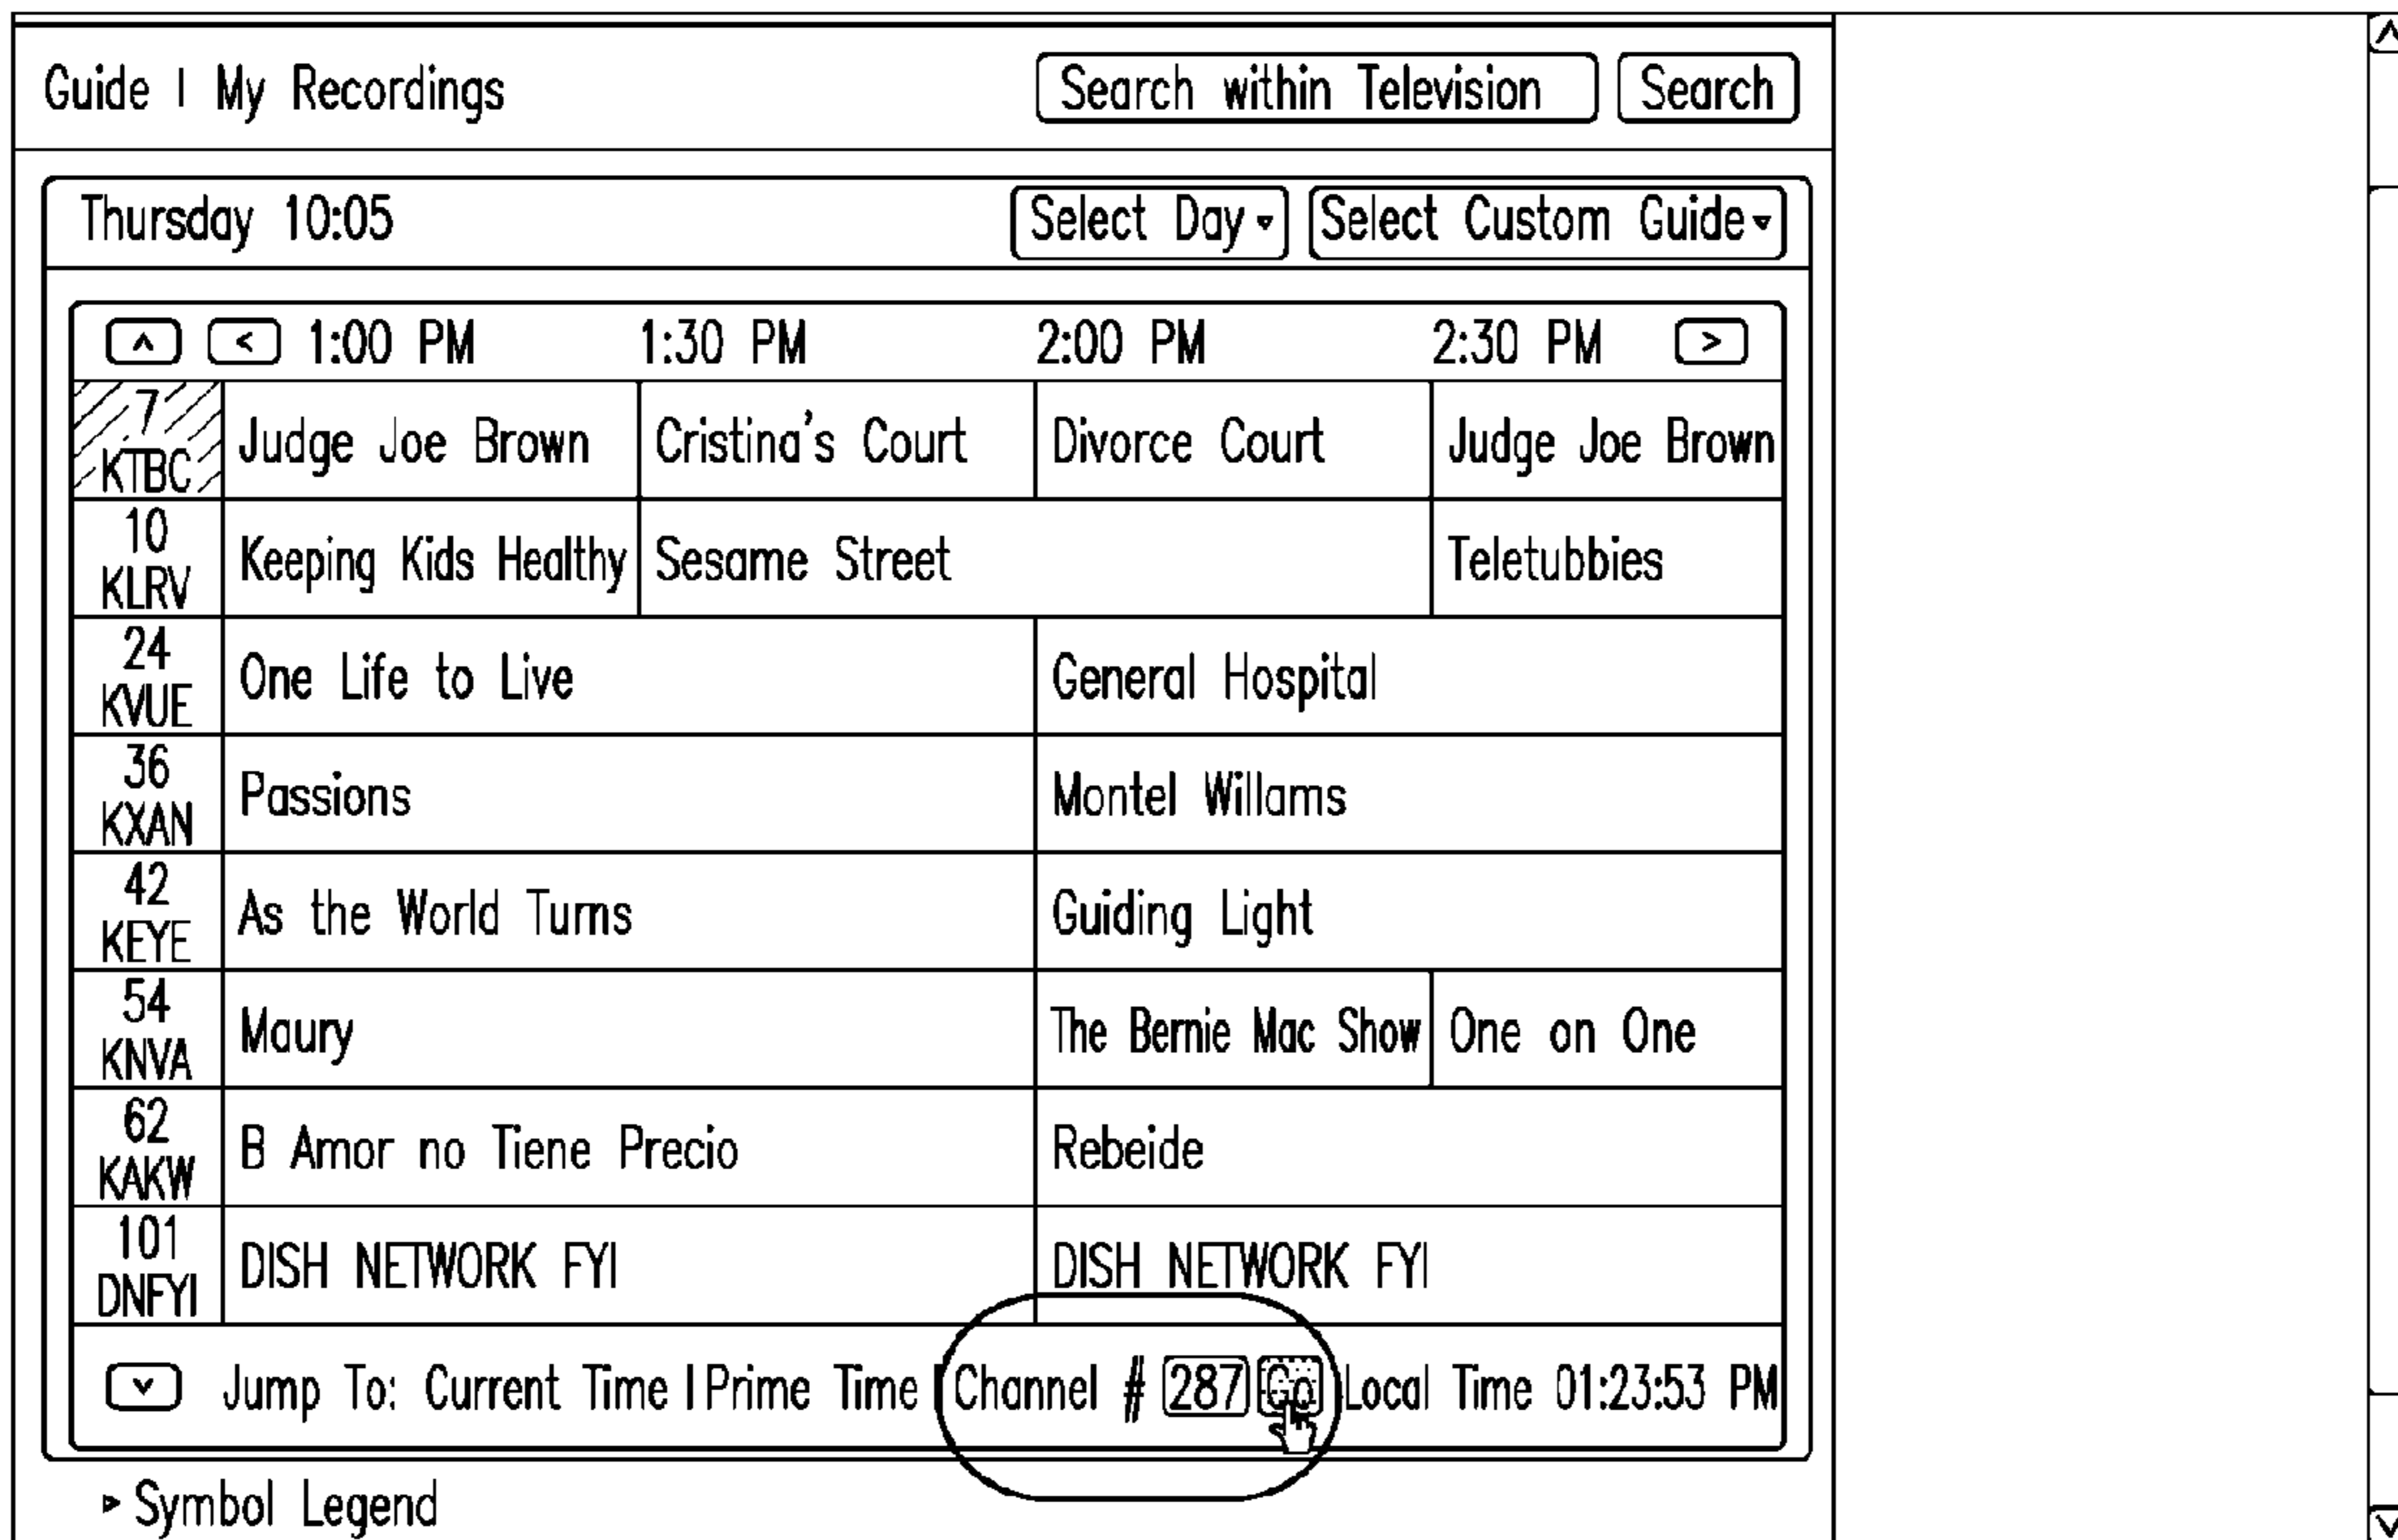 Guide | My Recordings Search within Television Search
Thursday 10:05 Select Day Select Custom Guide
1:00 PM 1:30 PM 2:00 PM 2:30 PM
7 KTBC Judge Joe Brown Cristina's Court Divorce Court Judge Joe Brown
10 KLRV Keeping Kids Healthy Sesame Street Teletubbies
24 KVUE One Life to Live General Hospital
36 KXAN Passions Montel Willams
42 KEYE As the World Turns Guiding Light
54 KNVA Maury The Bernie Mac Show One on One
62 KAKW B Amor no Tiene Precio Rebeide
101 DNFYI DISH NETWORK FYI DISH NETWORK FYI
Jump To: Current Time | Prime Time | Channel # 287 Go Local Time 01:23:53 PM
Symbol Legend